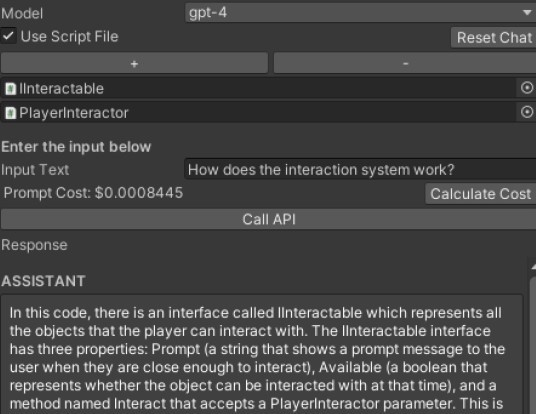 Model gpt-4
Use Script File Reset Chat
+ -
IInteractable
PlayerInteractor
Enter the input below
Input Text How does the interaction system work?
Prompt Cost: $0.0008445 Calculate Cost
Call API
Response
ASSISTANT
In this code, there is an interface called IInteractable which represents all
the objects that the player can interact with. The IInteractable interface
has three properties: Prompt (a string that shows a prompt message to the
user when they are close enough to interact), Available (a boolean that
represents whether the object can be interacted with at that time), and a
method named Interact that accepts a PlayerInteractor parameter. This is